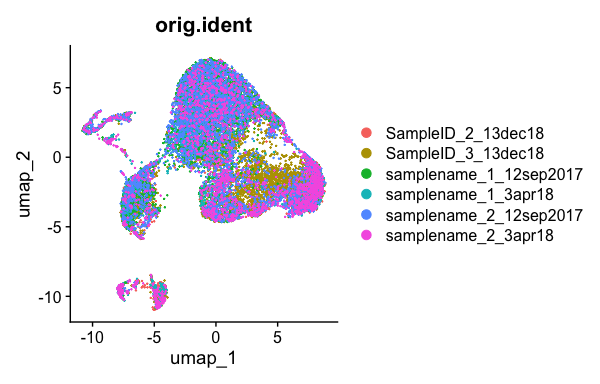 orig.ident
umap_2
5
0
-5
-10
-10 -5 0 5
umap_1
SampleID_2_13dec18
SampleID_3_13dec18
samplename_1_12sep2017
samplename_1_3apr18
samplename_2_12sep2017
samplename_2_3apr18